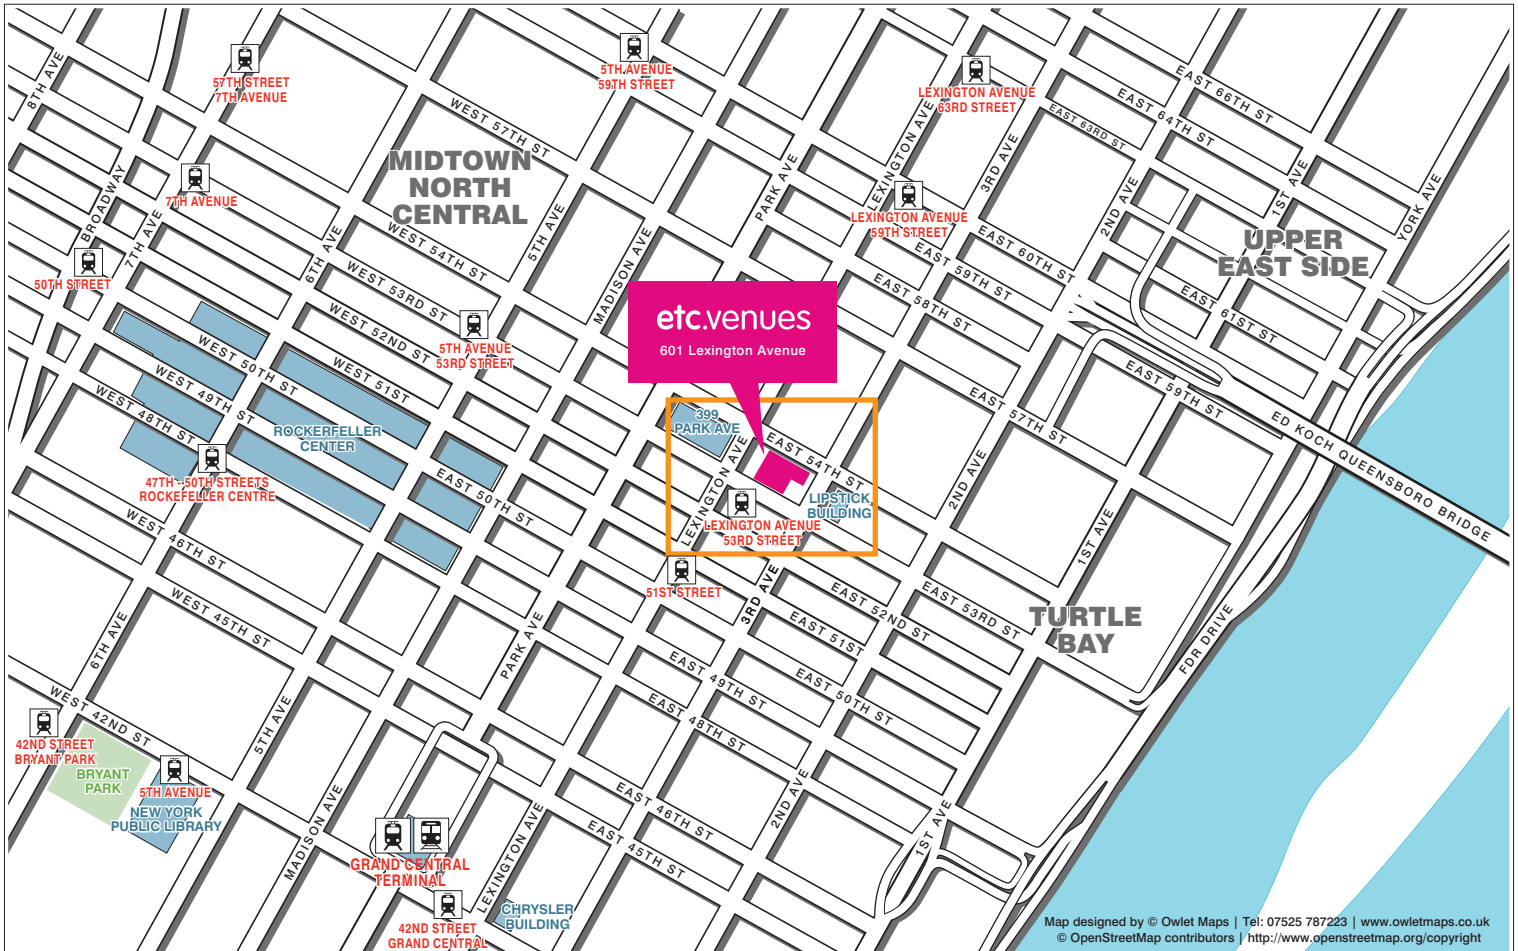 8TH AVE
57TH STREET
7TH AVENUE
5TH AVENUE
59TH STREET
LEXINGTON AVENUE
63RD STREET
EAST 66TH ST
EAST 64TH ST
EAST 63RD ST
WEST 57TH ST
MIDTOWN
NORTH
CENTRAL
LEXINGTON AVE
3RD AVE
PARK AVE
1ST AVE
YORK AVE
2ND AVE
BROADWAY
7TH AVENUE
7TH AVE
6TH AVE
5TH AVE
MADISON AVE
LEXINGTON AVENUE
59TH STREET
UPPER
EAST SIDE
50TH STREET
WEST 54TH ST
WEST 53RD ST
WEST 52ND ST
WEST 51ST
EAST 60TH ST
EAST 59TH ST
EAST 58TH ST
EAST 61ST ST
etc.venues
601 Lexington Avenue
5TH AVENUE
53RD STREET
WEST 50TH ST
WEST 49TH ST
WEST 48TH ST
ROCKERFELLER
CENTER
399
PARK AVE
EAST 54TH ST
EAST 57TH ST
EAST 59TH ST
ED KOCH QUEENSBORO BRIDGE
47TH - 50TH STREETS
ROCKEFELLER CENTRE
EAST 50TH ST
LEXINGTON AVE
LIPSTICK
BUILDING
LEXINGTON AVENUE
53RD STREET
2ND AVE
1ST AVE
WEST 46TH ST
WEST 45TH ST
51ST STREET
3RD AVE
EAST 53RD ST
EAST 52ND ST
EAST 51ST
EAST 50TH ST
EAST 49TH ST
EAST 48TH ST
TURTLE
BAY
FDR DRIVE
6TH AVE
PARK AVE
5TH AVE
WEST 42ND ST
42ND STREET
BRYANT PARK
BRYANT
PARK
5TH AVENUE
NEW YORK
PUBLIC LIBRARY
MADISON AVE
GRAND CENTRAL
TERMINAL
LEXINGTON AVE
EAST 46TH ST
EAST 45TH ST
2ND AVE
1ST AVE
42ND STREET
GRAND CENTRAL
CHRYSLER
BUILDING
Map designed by © Owlet Maps | Tel: 07525 787223 | www.owletmaps.co.uk
© OpenStreetMap contributors | http://www.openstreetmap.org/copyright